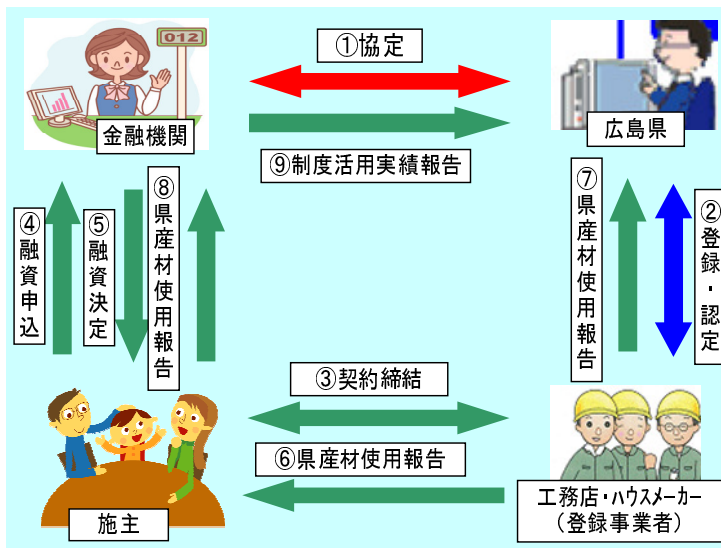 012
①協定
金融機関
広島県
⑨制度活用実績報告
④融資申込
⑤融資決定
⑧県産材使用報告
⑦県産材使用報告
②登録・認定
③契約締結
⑥県産材使用報告
施主
工務店・ハウスメーカー
（登録事業者）